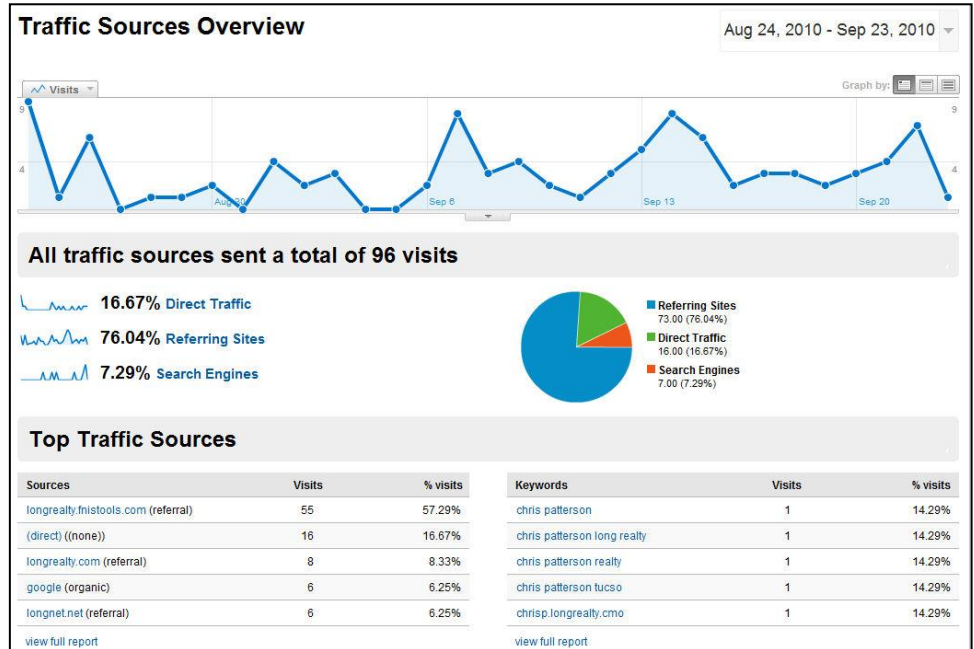 Traffic Sources Overview
Aug 24, 2010 - Sep 23, 2010
Visits
Graph by:
9 9
4 4
Aug 30 Sep 6 Sep 13 Sep 20
All traffic sources sent a total of 96 visits
16.67% Direct Traffic
76.04% Referring Sites
7.29% Search Engines
Referring Sites
73.00 (76.04%)
Direct Traffic
16.00 (16.67%)
Search Engines
7.00 (7.29%)
Top Traffic Sources
Sources Visits % visits
longrealty.fnistools.com (referral) 55 57.29%
(direct) ((none)) 16 16.67%
longrealty.com (referral) 8 8.33%
google (organic) 6 6.25%
longnet.net (referral) 6 6.25%
view full report
Keywords Visits % visits
chris patterson 1 14.29%
chris patterson long realty 1 14.29%
chris patterson realty 1 14.29%
chris patterson tucso 1 14.29%
chrisp.longrealty.cmo 1 14.29%
view full report